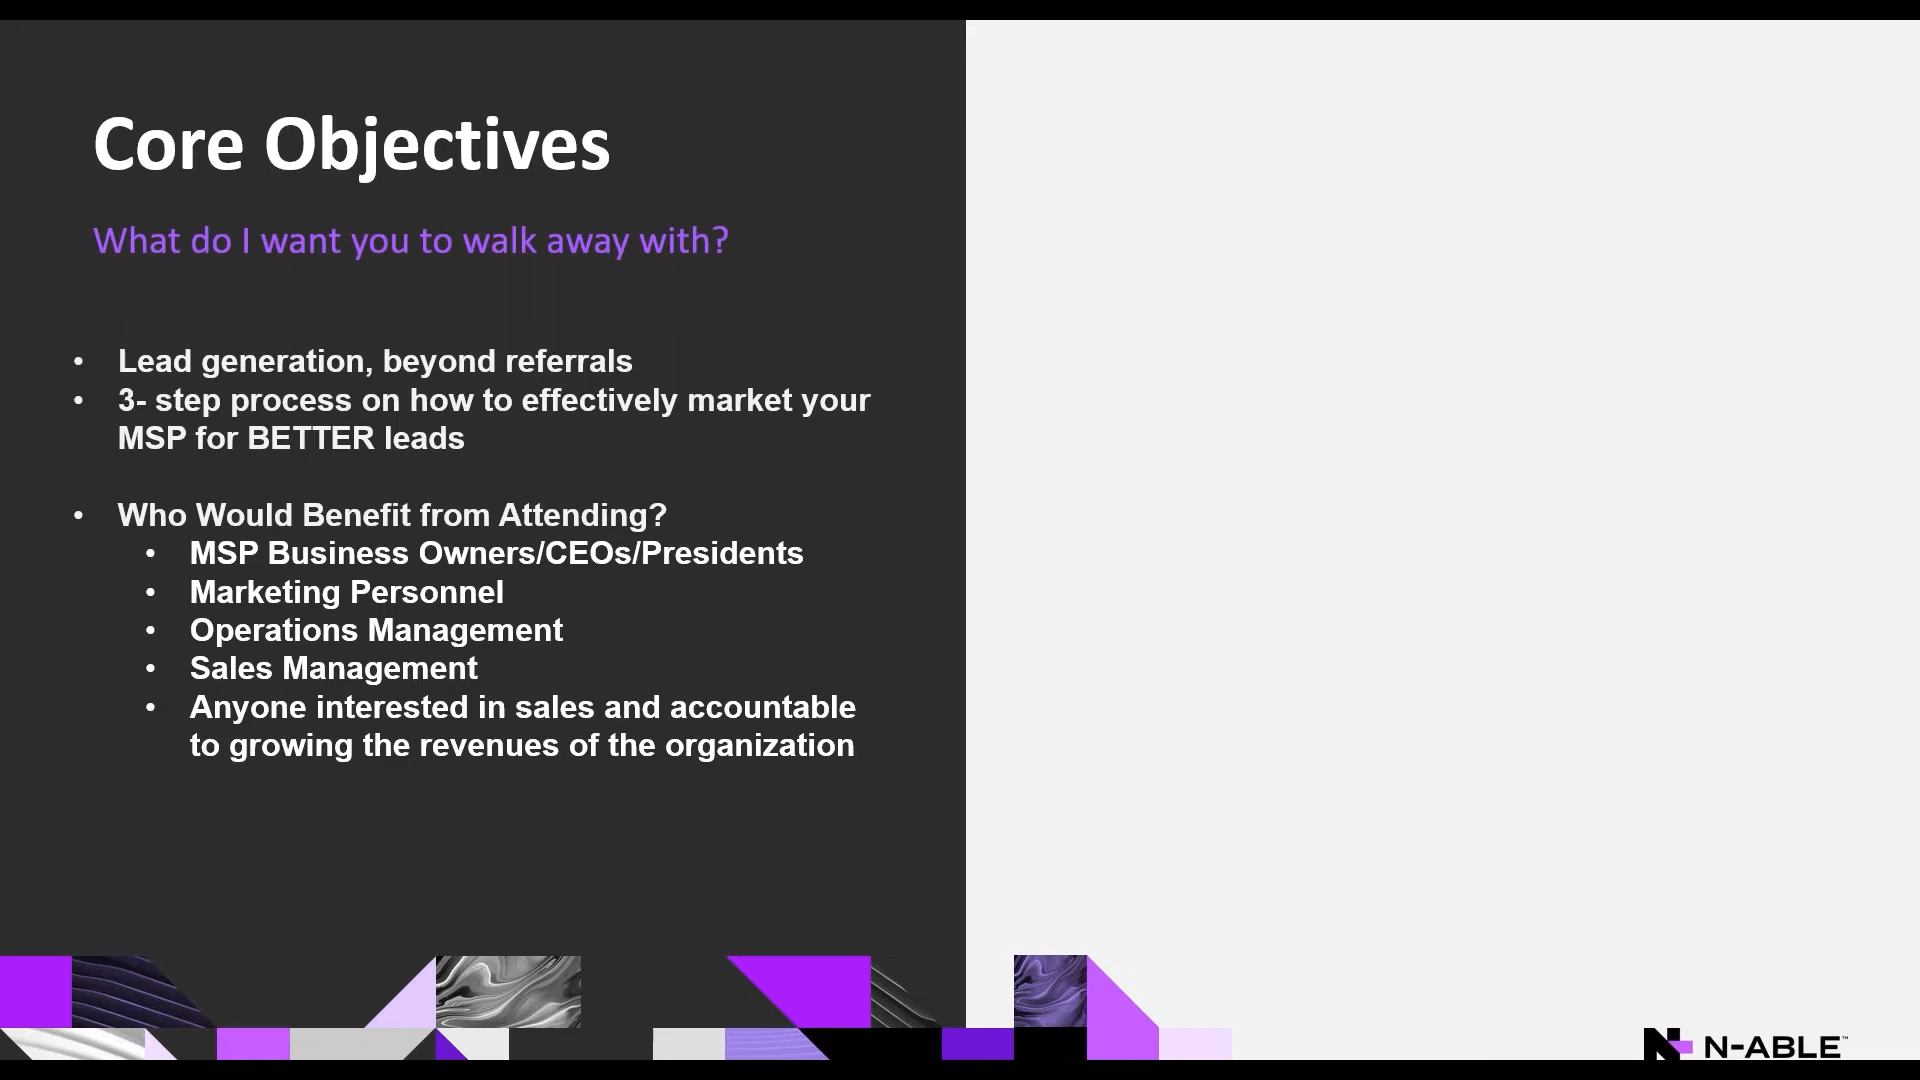 Core Objectives
What do I want you to walk away with?
• Lead generation, beyond referrals
• 3- step process on how to effectively market your
MSP for BETTER leads
• Who Would Benefit from Attending?
• MSP Business Owners/CEOs/Presidents
• Marketing Personnel
• Operations Management
• Sales Management
• Anyone interested in sales and accountable
to growing the revenues of the organization
N-ABLE™